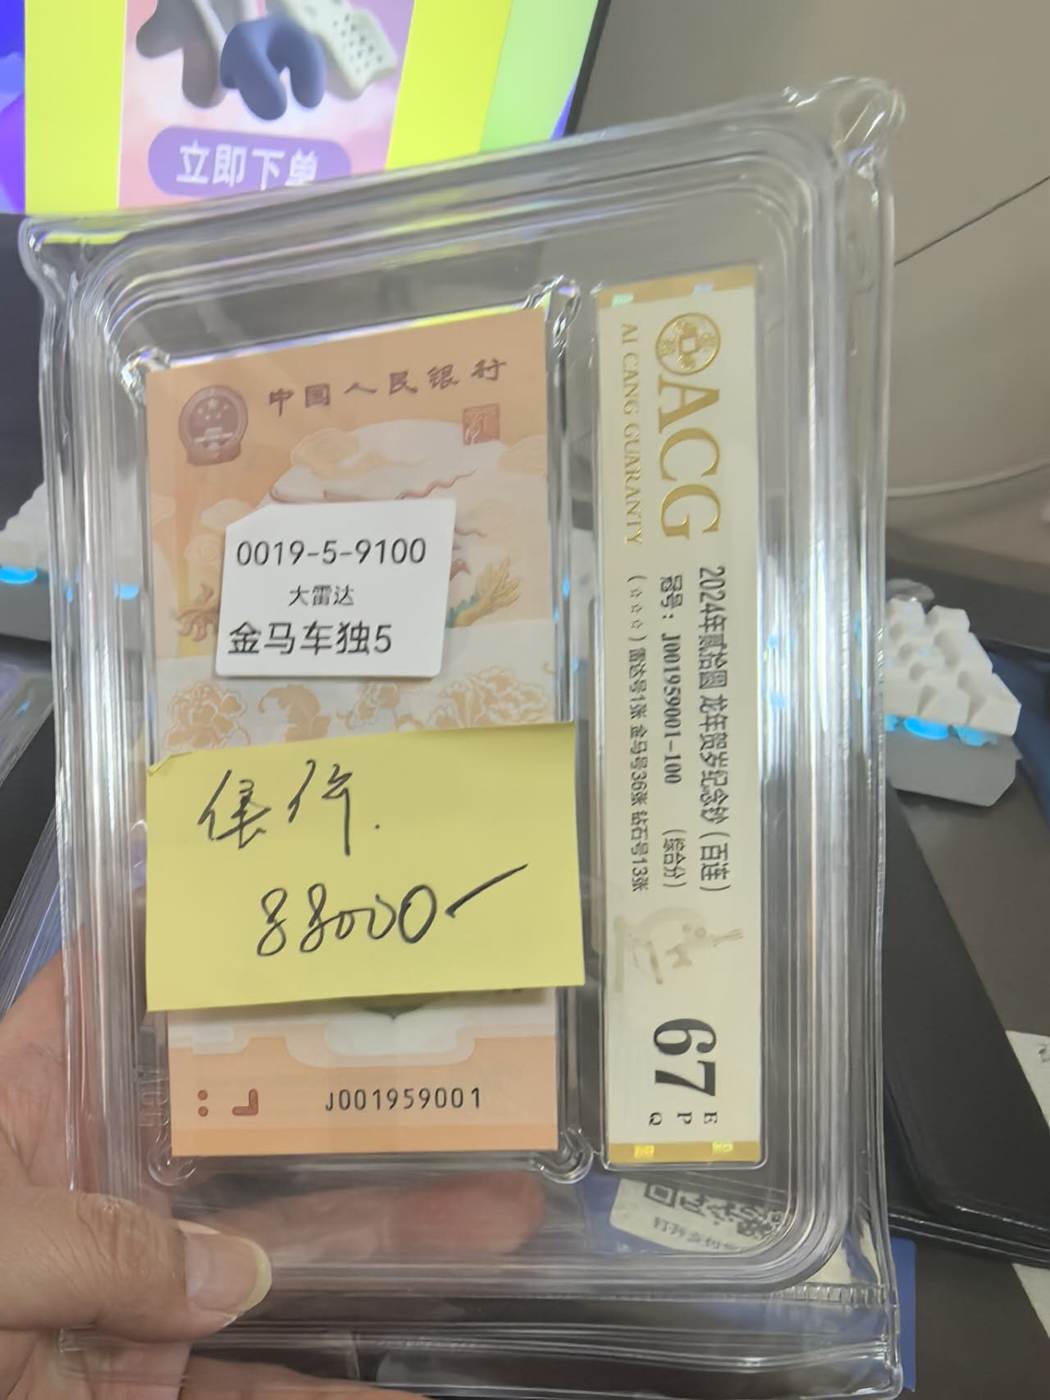 立即下单
中国人民银行
0019-5-9100
大雷达
金马车独5
售价.
88000
J001959001
ACG
AI CANG GUARANTY
2024年贰拾圆 龙年贺岁纪念钞（百连）
冠号：J001959001-100 （综合分）
（☆☆☆）雷达号1张 金马号36张 钻石号13张
67
E
P
Q